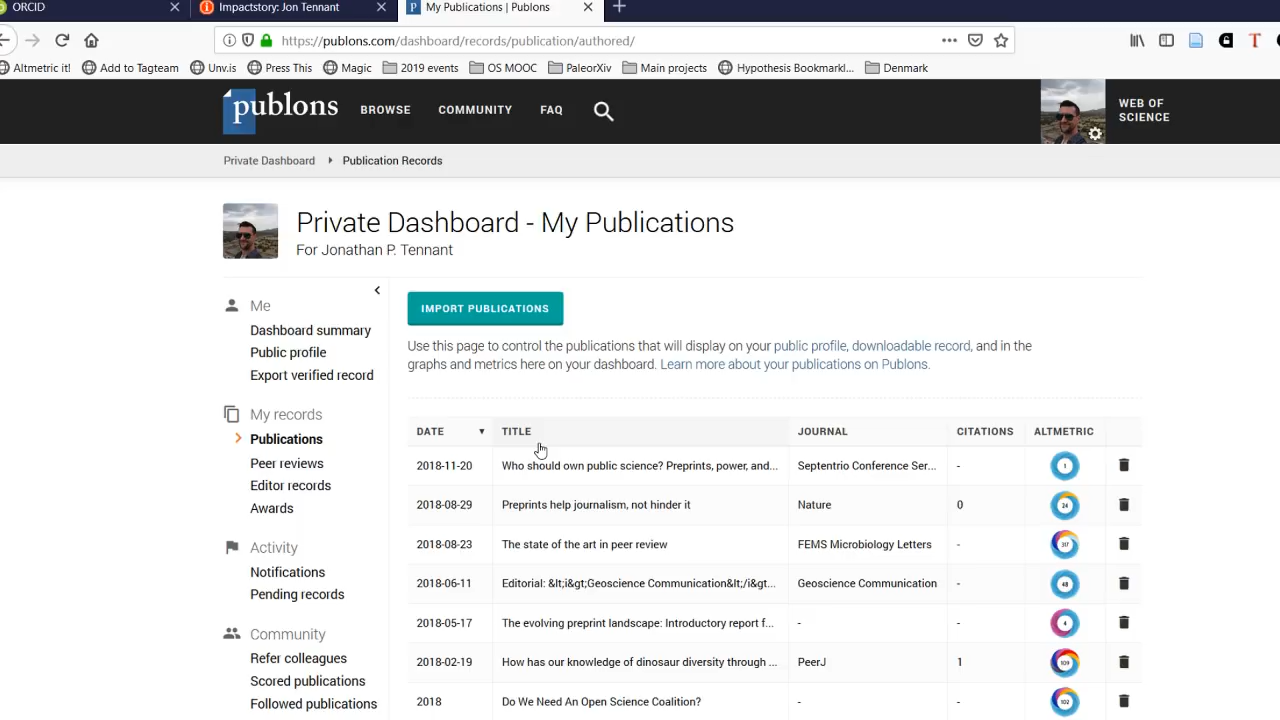 ORCID
Impactstory: Jon Tennant
My Publications | Publons
https://publons.com/dashboard/records/publication/authored/
Altmetric it! Add to Tagteam Unv.is Press This Magic 2019 events OS MOOC PaleorXiv Main projects Hypothesis Bookmarkl... Denmark
publons BROWSE COMMUNITY FAQ WEB OF SCIENCE
Private Dashboard Publication Records
Private Dashboard - My Publications
For Jonathan P. Tennant
Me
Dashboard summary
Public profile
Export verified record
My records
Publications
Peer reviews
Editor records
Awards
Activity
Notifications
Pending records
Community
Refer colleagues
Scored publications
Followed publications
IMPORT PUBLICATIONS
Use this page to control the publications that will display on your public profile, downloadable record, and in the
graphs and metrics here on your dashboard. Learn more about your publications on Publons.
DATE TITLE JOURNAL CITATIONS ALTMETRIC
2018-11-20 Who should own public science? Preprints, power, and... Septentrio Conference Ser... - 1
2018-08-29 Preprints help journalism, not hinder it Nature 0 24
2018-08-23 The state of the art in peer review FEMS Microbiology Letters - 317
2018-06-11 Editorial: &lt;i&gt;Geoscience Communication&lt;/i&gt... Geoscience Communication - 48
2018-05-17 The evolving preprint landscape: Introductory report f... - - 4
2018-02-19 How has our knowledge of dinosaur diversity through ... PeerJ 1 109
2018 Do We Need An Open Science Coalition? - - 102